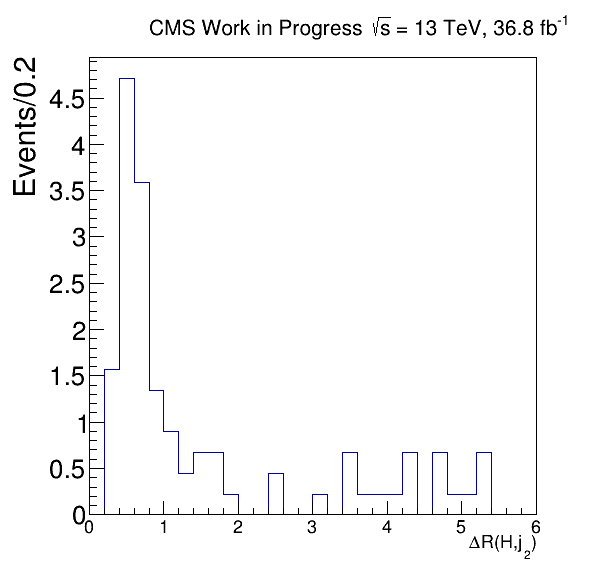 CMS Work in Progress √s = 13 TeV, 36.8 fb⁻¹
Events/0.2
4.5
4
3.5
3
2.5
2
1.5
1
0.5
0
0 1 2 3 4 5 6
ΔR(H,j₂)